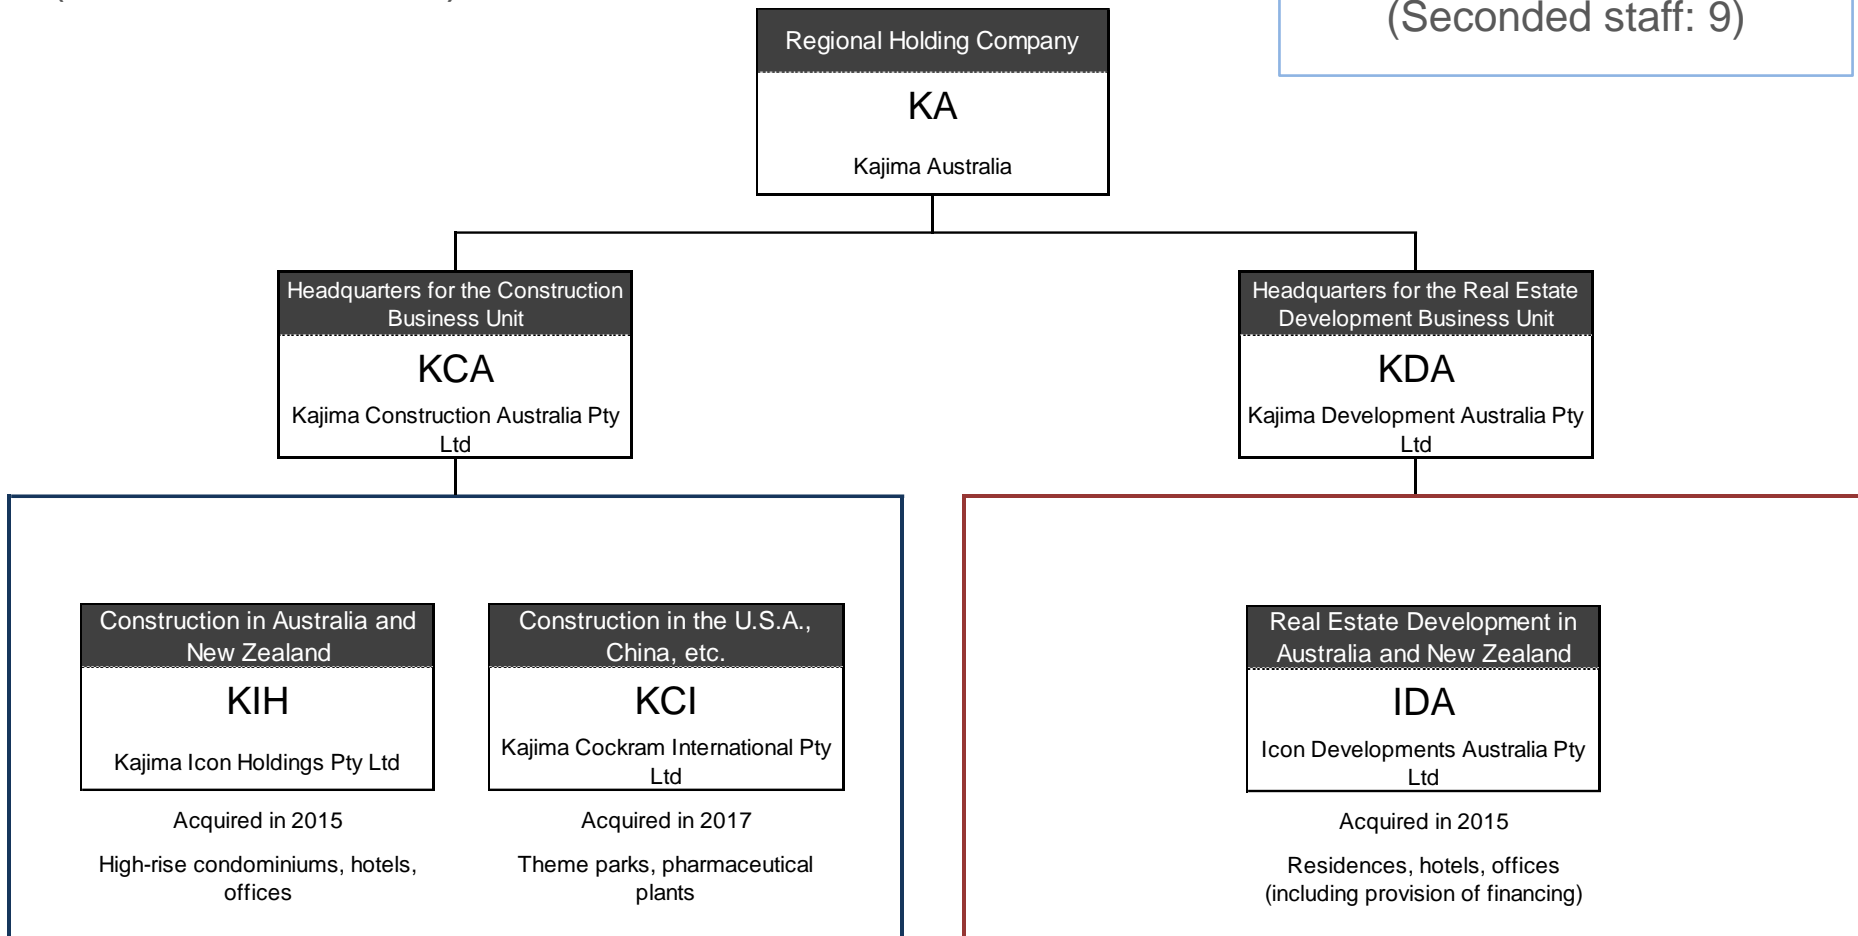 (Seconded staff: 9)
Regional Holding Company
KA
Kajima Australia
Headquarters for the Construction
Business Unit
KCA
Kajima Construction Australia Pty
Ltd
Headquarters for the Real Estate
Development Business Unit
KDA
Kajima Development Australia Pty
Ltd
Construction in Australia and
New Zealand
KIH
Kajima Icon Holdings Pty Ltd
Acquired in 2015
High-rise condominiums, hotels,
offices
Construction in the U.S.A.,
China, etc.
KCI
Kajima Cockram International Pty
Ltd
Acquired in 2017
Theme parks, pharmaceutical
plants
Real Estate Development in
Australia and New Zealand
IDA
Icon Developments Australia Pty
Ltd
Acquired in 2015
Residences, hotels, offices
(including provision of financing)